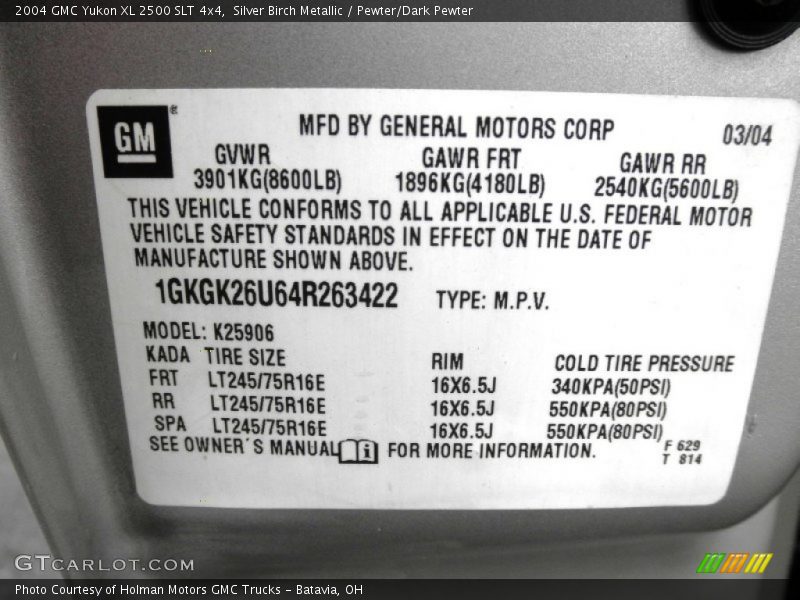 2004 GMC Yukon XL 2500 SLT 4x4, Silver Birch Metallic / Pewter/Dark Pewter
GM ® MFD BY GENERAL MOTORS CORP 03/04
GVWR GAWR FRT GAWR RR
3901KG(8600LB) 1896KG(4180LB) 2540KG(5600LB)
THIS VEHICLE CONFORMS TO ALL APPLICABLE U.S. FEDERAL MOTOR
VEHICLE SAFETY STANDARDS IN EFFECT ON THE DATE OF
MANUFACTURE SHOWN ABOVE.
1GKGK26U64R263422 TYPE: M.P.V.
MODEL: K25906
KADA TIRE SIZE RIM COLD TIRE PRESSURE
FRT LT245/75R16E 16X6.5J 340KPA(50PSI)
RR LT245/75R16E 16X6.5J 550KPA(80PSI)
SPA LT245/75R16E 16X6.5J 550KPA(80PSI)
SEE OWNER'S MANUAL i FOR MORE INFORMATION.
F 629
T 814
GTCARLOT.COM
Photo Courtesy of Holman Motors GMC Trucks - Batavia, OH